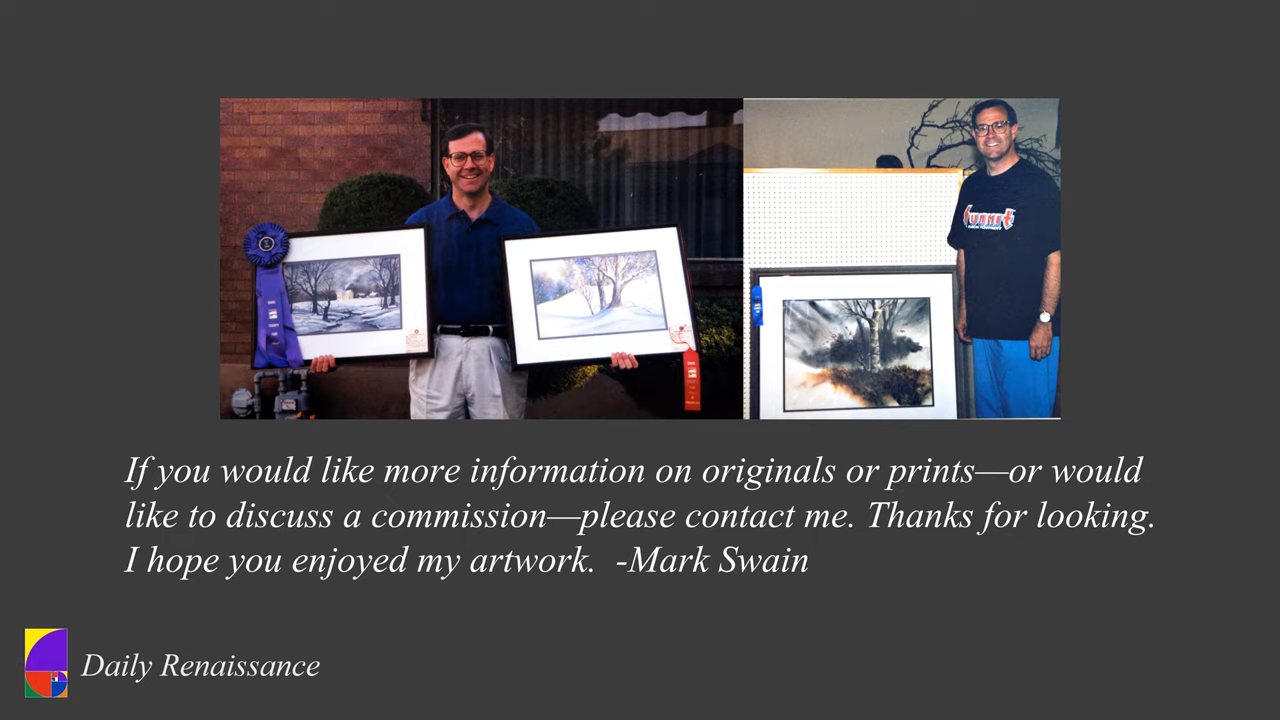 If you would like more information on originals or prints—or would
like to discuss a commission—please contact me. Thanks for looking.
I hope you enjoyed my artwork.  -Mark Swain
Daily Renaissance